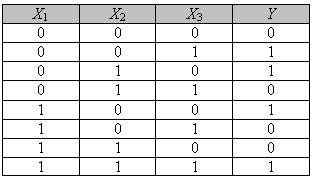 X1 X2 X3 Y
0 0 0 0
0 0 1 1
0 1 0 1
0 1 1 0
1 0 0 1
1 0 1 0
1 1 0 0
1 1 1 1